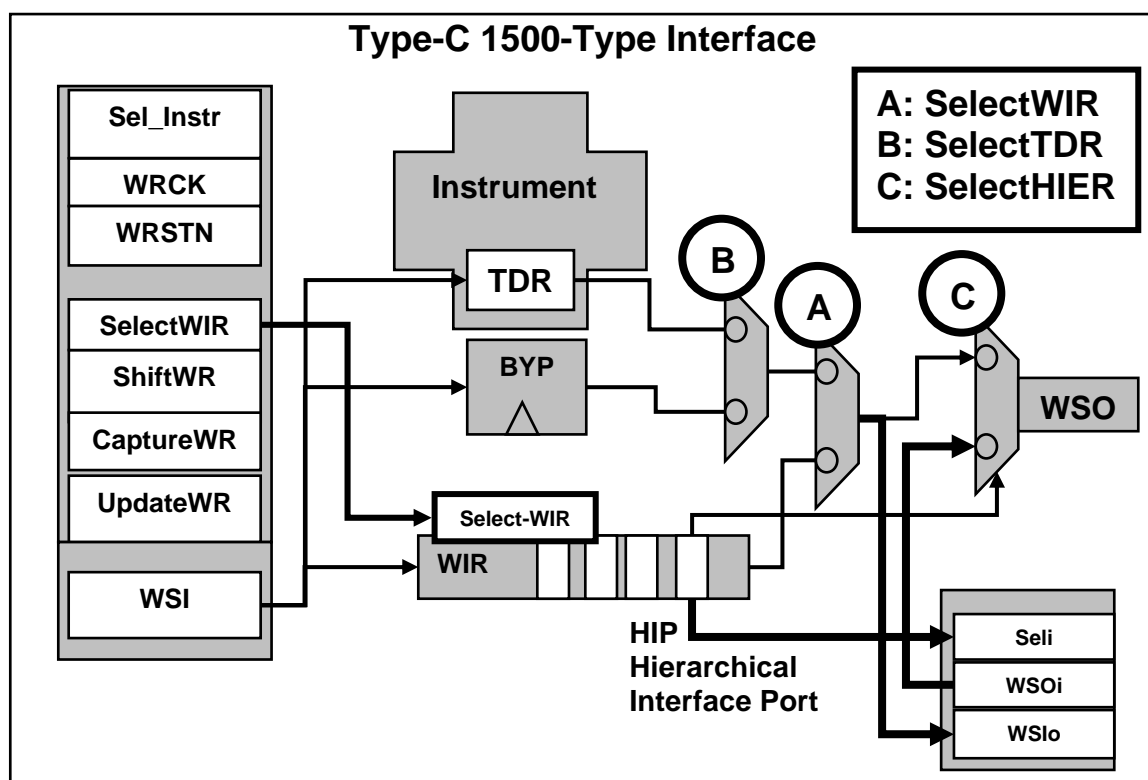 Type-C 1500-Type Interface
A: SelectWIR
B: SelectTDR
C: SelectHIER
Sel_Instr
WRCK
WRSTN
SelectWIR
ShiftWR
CaptureWR
UpdateWR
WSI
Instrument
TDR
BYP
Select-WIR
WIR
B
A
C
WSO
HIP
Hierarchical
Interface Port
Seli
WSOi
WSIo